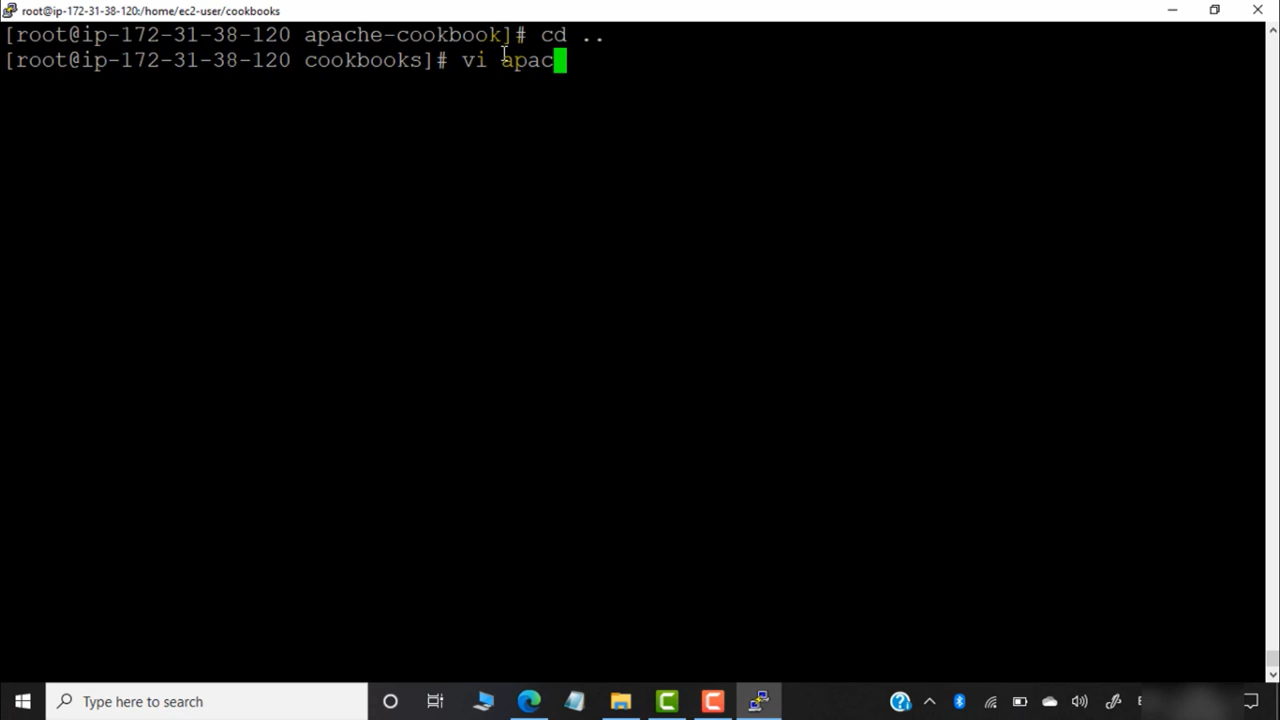 root@ip-172-31-38-120:/home/ec2-user/cookbooks
[root@ip-172-31-38-120 apache-cookbook]# cd ..
[root@ip-172-31-38-120 cookbooks]# vi apac
Type here to search